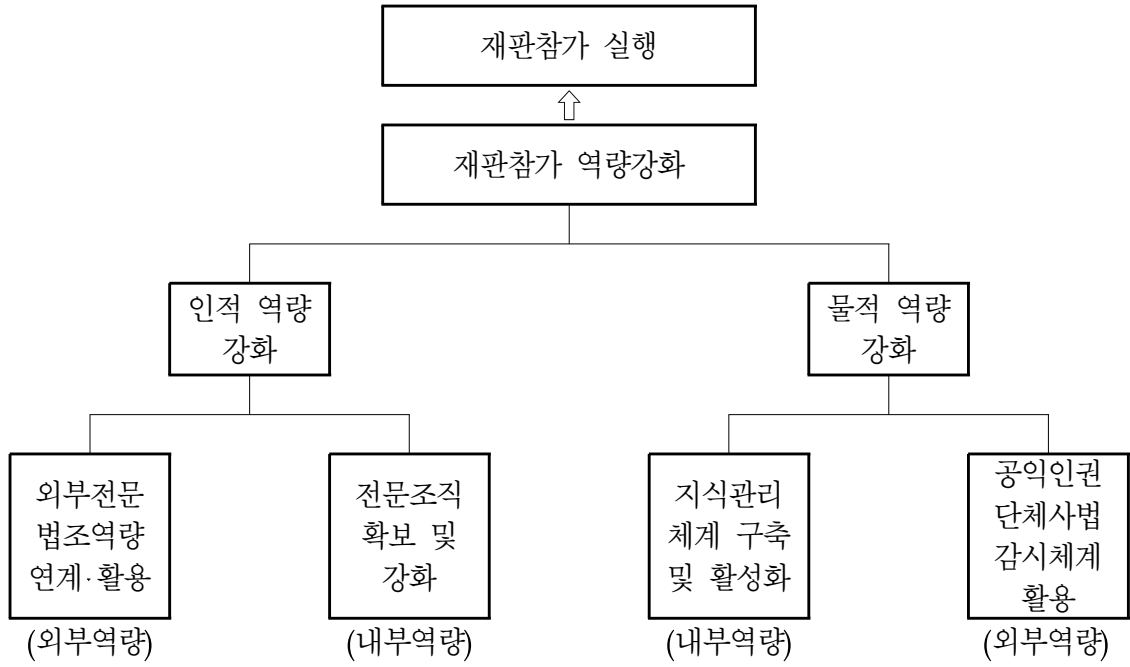 재판참가 실행
재판참가 역량강화
인적 역량
강화
물적 역량
강화
외부전문
법조역량
연계·활용
(외부역량)
전문조직
확보 및
강화
(내부역량)
지식관리
체계 구축
및 활성화
(내부역량)
공익인권
단체사법
감시체계
활용
(외부역량)